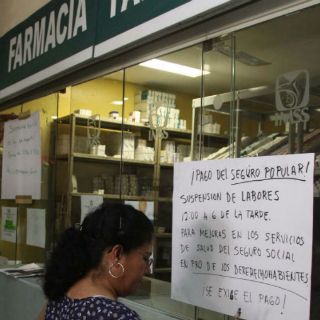 FARMACIA
FA
IMSS
¡PAGO DEL SEGURO POPULAR!
SUSPENSION DE LABORES
12:00 A 6 DE LA TARDE.
PARA MEJORAS EN LOS SERVICIOS
DE SALUD DEL SEGURO SOCIAL
EN PRO DE LOS DEREDECHOHABIENTES
¡SE EXIGE EL PAGO!